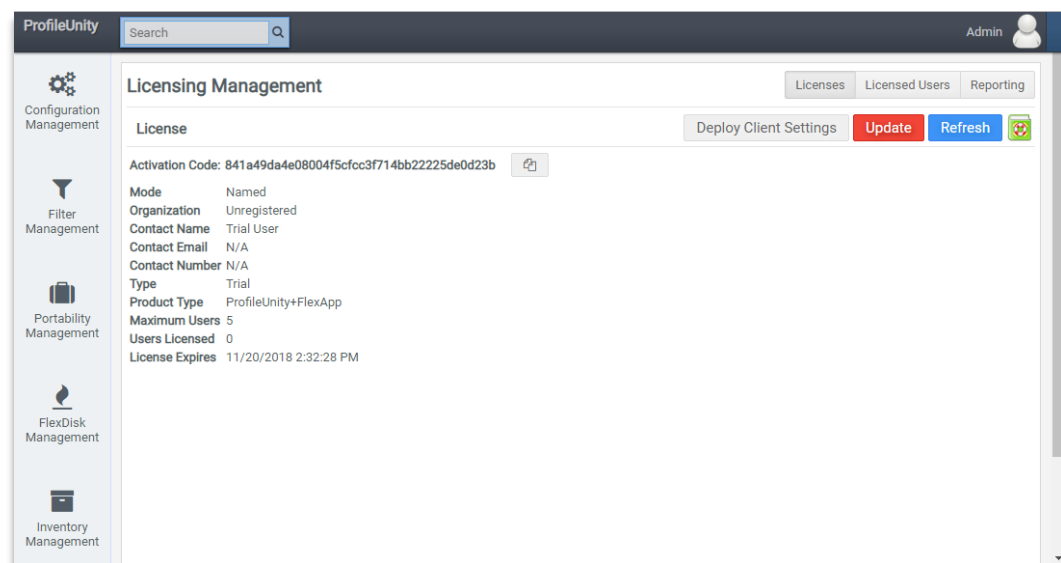 ProfileUnity
Search
Admin
Configuration
Management
Filter
Management
Portability
Management
FlexDisk
Management
Inventory
Management
Licensing Management
Licenses
Licensed Users
Reporting
License
Deploy Client Settings
Update
Refresh
Activation Code: 841a49da4e08004f5cfcc3f714bb22225de0d23b
Mode Named
Organization Unregistered
Contact Name Trial User
Contact Email N/A
Contact Number N/A
Type Trial
Product Type ProfileUnity+FlexApp
Maximum Users 5
Users Licensed 0
License Expires 11/20/2018 2:32:28 PM